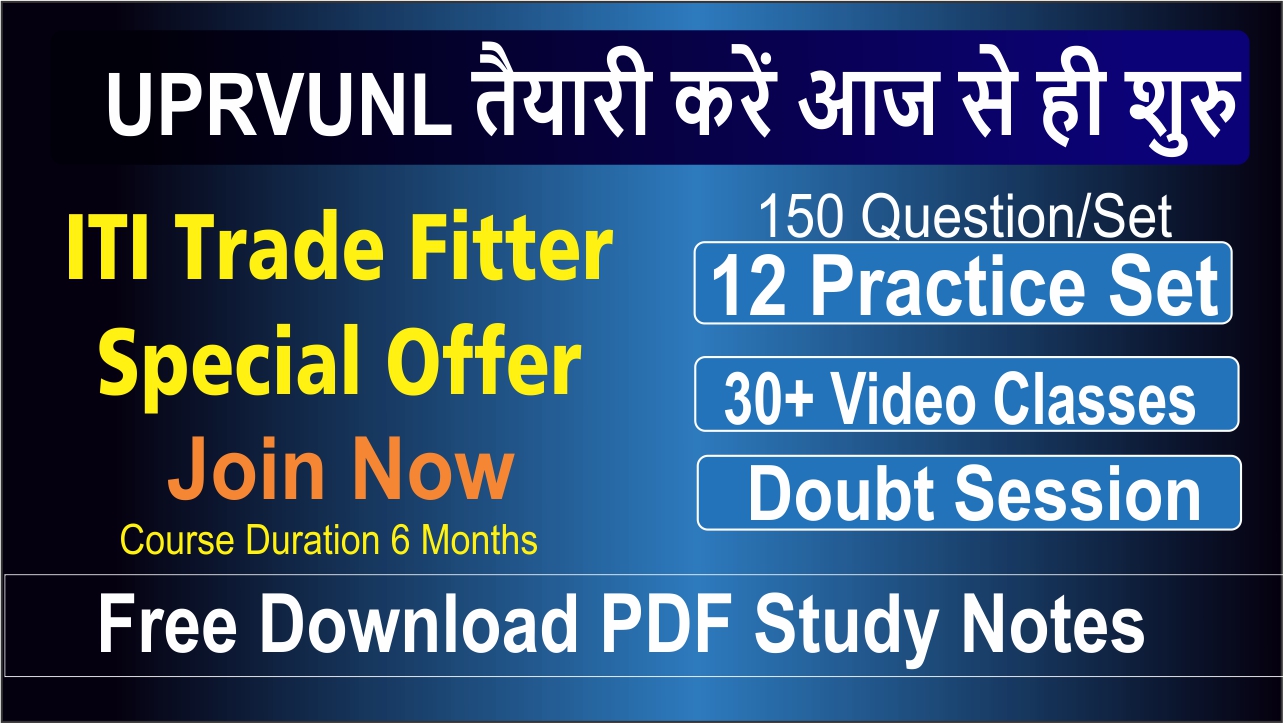 UPRVUNL तैयारी करें आज से ही शुरु
ITI Trade Fitter
Special Offer
Join Now
Course Duration 6 Months
150 Question/Set
12 Practice Set
30+ Video Classes
Doubt Session
Free Download PDF Study Notes